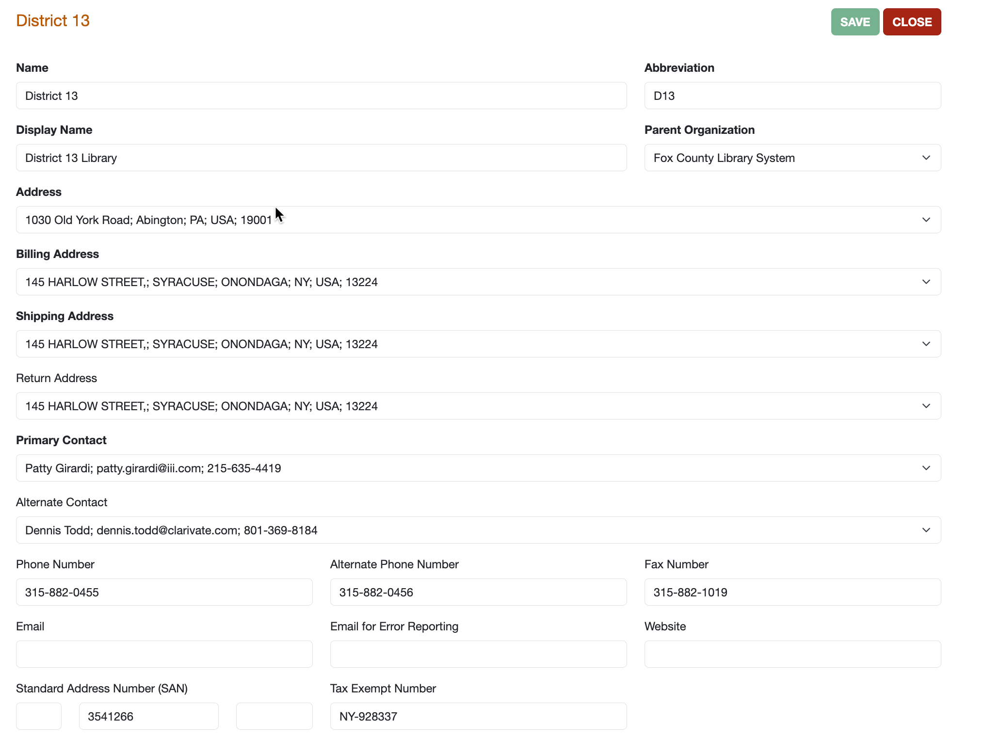 District 13
SAVE CLOSE
Name Abbreviation
District 13 D13
Display Name Parent Organization
District 13 Library Fox County Library System
Address
1030 Old York Road; Abington; PA; USA; 19001
Billing Address
145 HARLOW STREET,; SYRACUSE; ONONDAGA; NY; USA; 13224
Shipping Address
145 HARLOW STREET,; SYRACUSE; ONONDAGA; NY; USA; 13224
Return Address
145 HARLOW STREET,; SYRACUSE; ONONDAGA; NY; USA; 13224
Primary Contact
Patty Girardi; patty.girardi@iii.com; 215-635-4419
Alternate Contact
Dennis Todd; dennis.todd@clarivate.com; 801-369-8184
Phone Number Alternate Phone Number Fax Number
315-882-0455 315-882-0456 315-882-1019
Email Email for Error Reporting Website
Standard Address Number (SAN) Tax Exempt Number
3541266 NY-928337